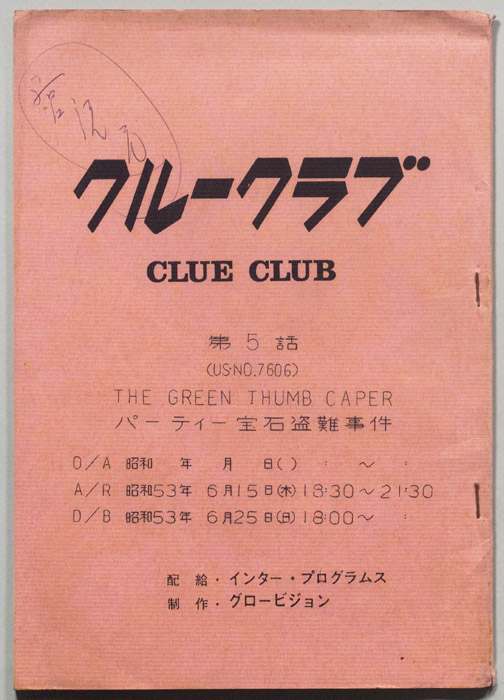 クルークラブ
CLUE CLUB
第5話
(US-NO.7606)
THE GREEN THUMB CAPER
パーティー宝石盗難事件
O/A 昭和 年 月 日( ) : ~ :
A/R 昭和53年 6月15日(木) 18:30~21:30
D/B 昭和53年 6月25日(日) 18:00~ :
配給・インター・プログラムス
制作・グロービジョン